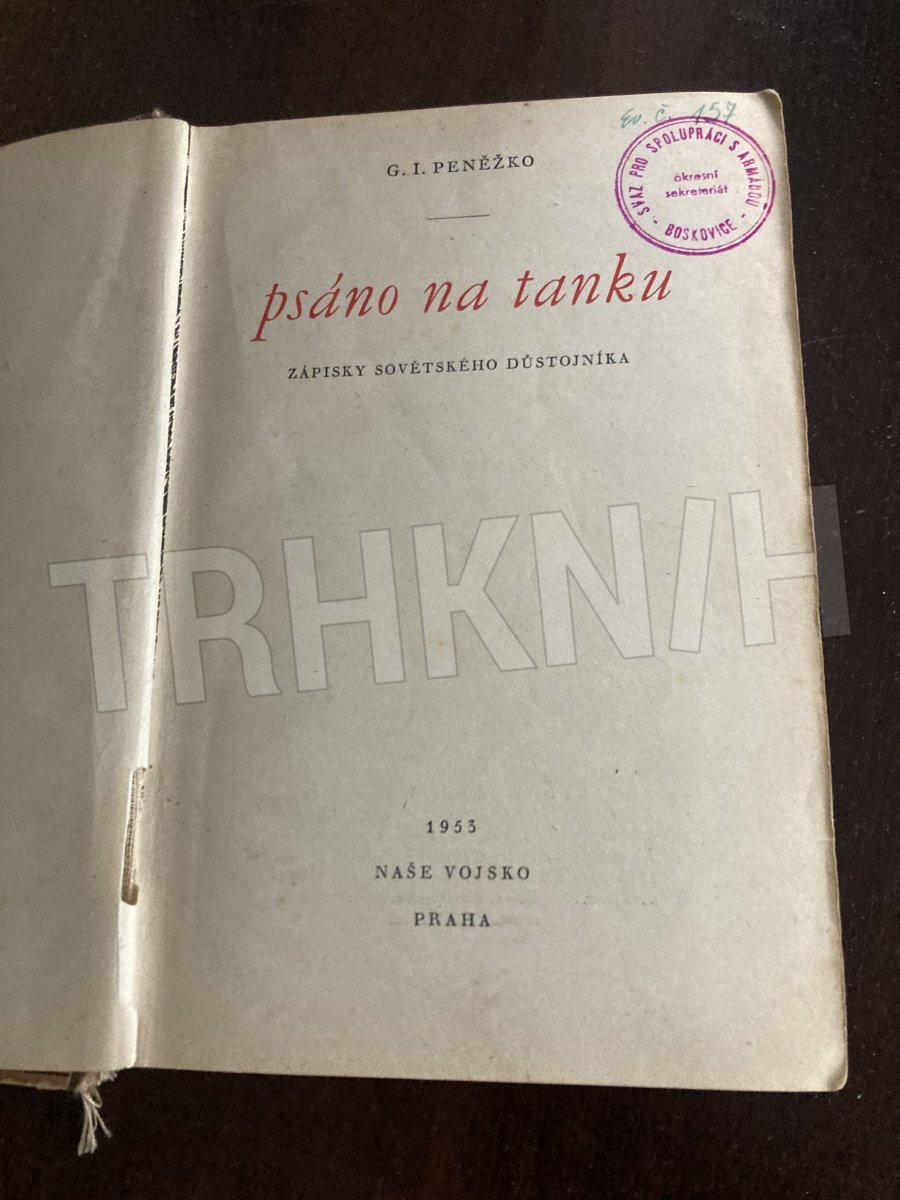 Ev. č. 157
SVAZ PRO SPOLUPRÁCI S ARMÁDOU
okresní
sekretariát
- BOSKOVICE -
G. I. PENĚŽKO
psáno na tanku
ZÁPISKY SOVĚTSKÉHO DŮSTOJNÍKA
TRHKNIH
1953
NAŠE VOJSKO
PRAHA